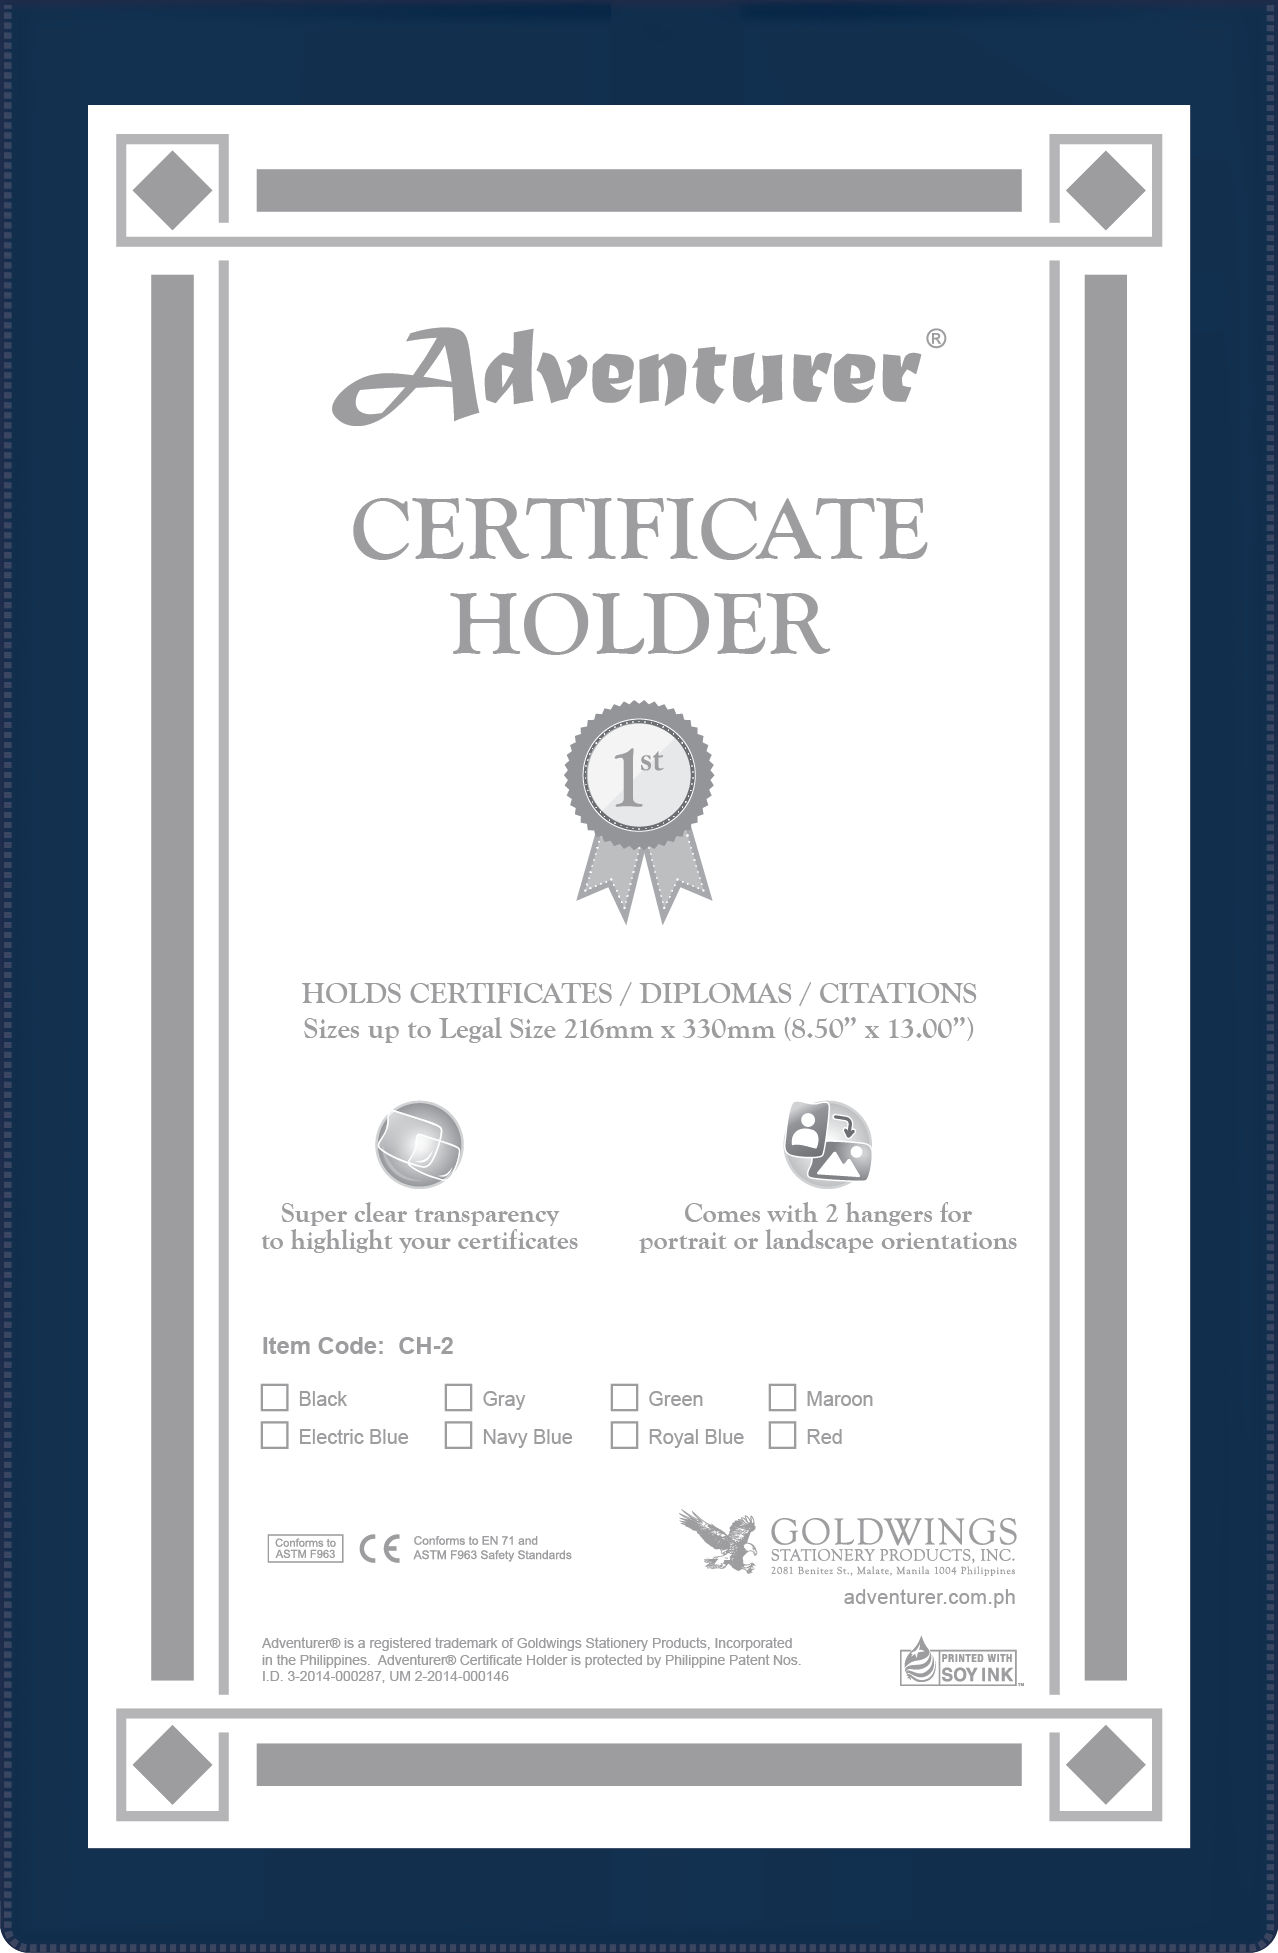 Adventurer®
CERTIFICATE
HOLDER
1st
HOLDS CERTIFICATES / DIPLOMAS / CITATIONS
Sizes up to Legal Size 216mm x 330mm (8.50” x 13.00”)
Super clear transparency
to highlight your certificates
Comes with 2 hangers for
portrait or landscape orientations
Item Code: CH-2
Black Gray Green Maroon
Electric Blue Navy Blue Royal Blue Red
Conforms to
ASTM F963
CE
Conforms to EN 71 and
ASTM F963 Safety Standards
GOLDWINGS
STATIONERY PRODUCTS, INC.
2081 Benitez St., Malate, Manila 1004 Philippines
adventurer.com.ph
Adventurer® is a registered trademark of Goldwings Stationery Products, Incorporated
in the Philippines. Adventurer® Certificate Holder is protected by Philippine Patent Nos.
I.D. 3-2014-000287, UM 2-2014-000146
PRINTED WITH
SOY INK™